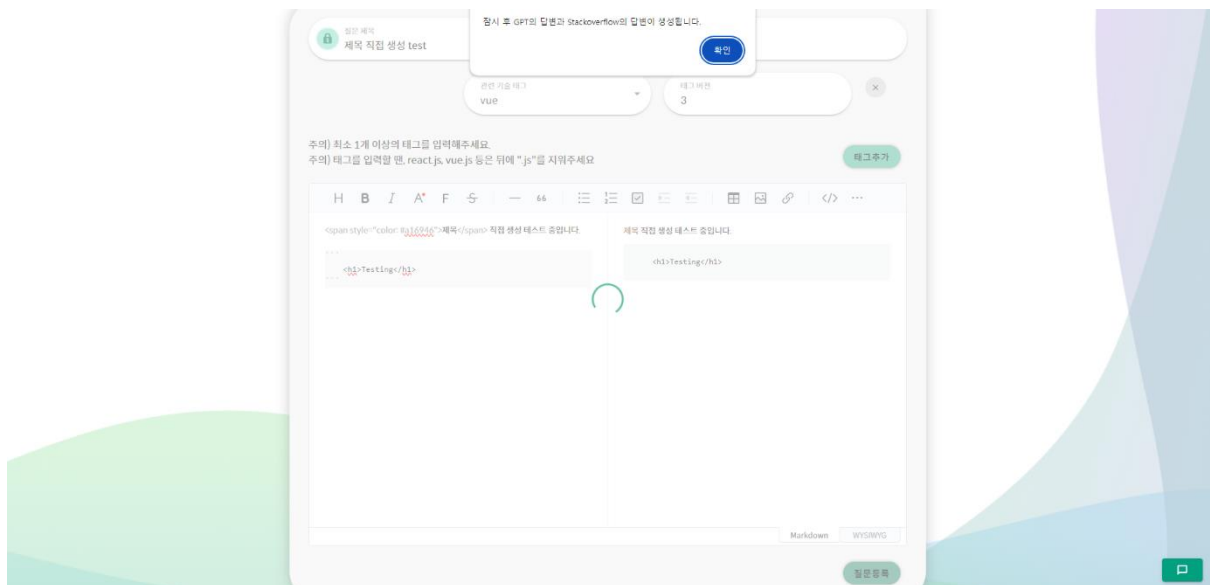 잠시 후 GPT의 답변과 Stackoverflow의 답변이 생성됩니다.
확인
질문 제목
제목 직접 생성 test
관련 기술 태그
vue
태그 버전
3
주의) 최소 1개 이상의 태그를 입력해주세요.
주의) 태그를 입력할 땐, react.js, vue.js 등은 뒤에 ".js"를 지워주세요
태그추가
H B I A F S — 66 </> ...
<span style="color: #a16946">제목</span> 직접 생성 테스트 중입니다.
```
<h1>Testing</h1>
```
제목 직접 생성 테스트 중입니다.
<h1>Testing</h1>
Markdown WYSIWYG
질문등록